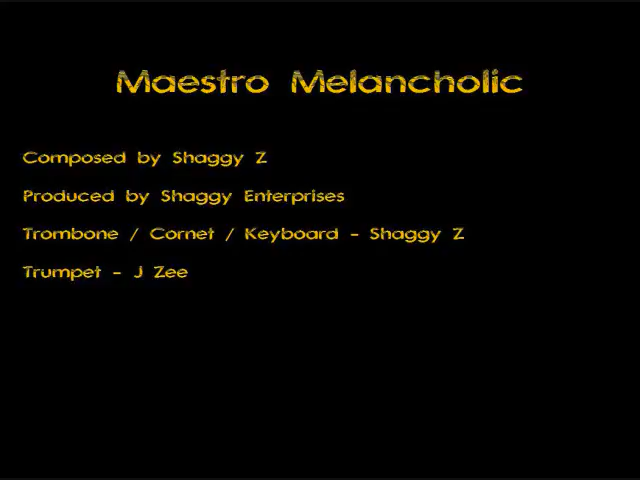 Maestro Melancholic
Composed by Shaggy Z
Produced by Shaggy Enterprises
Trombone / Cornet / Keyboard - Shaggy Z
Trumpet - J Zee